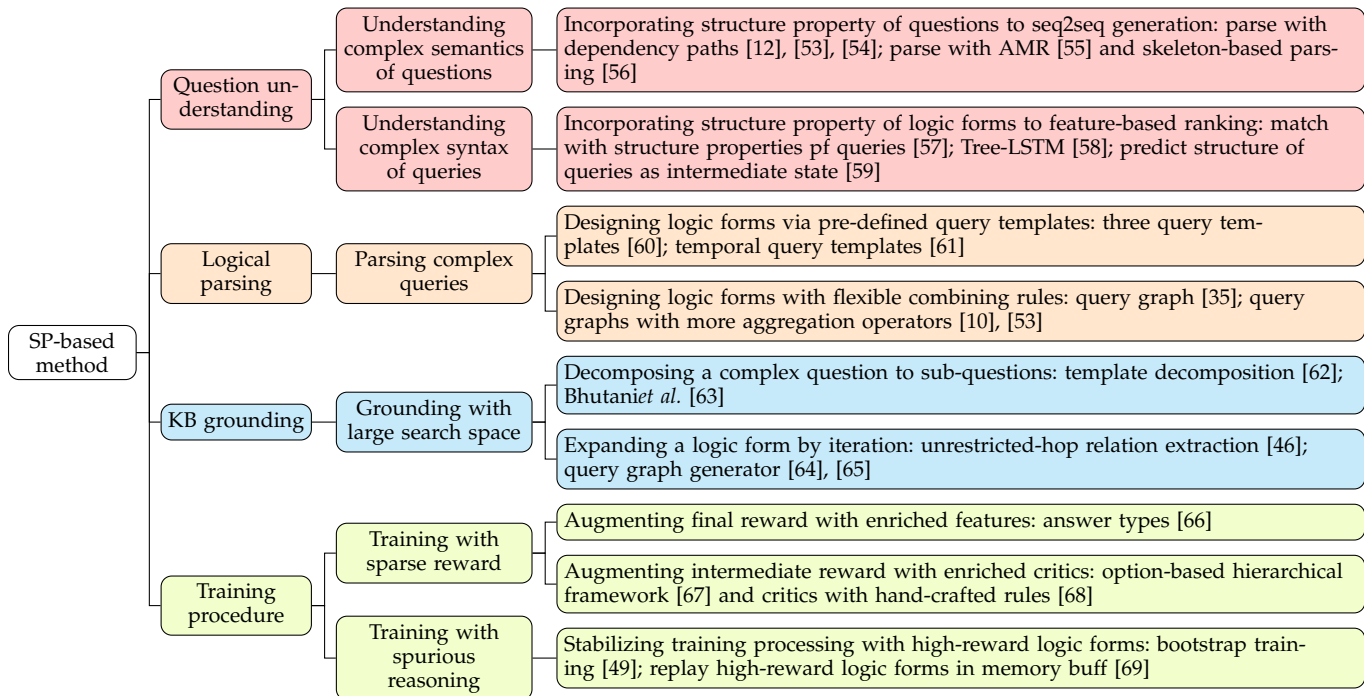 SP-based
method
Question un-
derstanding
Understanding
complex semantics
of questions
Incorporating structure property of questions to seq2seq generation: parse with
dependency paths [12], [53], [54]; parse with AMR [55] and skeleton-based pars-
ing [56]
Understanding
complex syntax
of queries
Incorporating structure property of logic forms to feature-based ranking: match
with structure properties pf queries [57]; Tree-LSTM [58]; predict structure of
queries as intermediate state [59]
Logical
parsing
Parsing complex
queries
Designing logic forms via pre-defined query templates: three query tem-
plates [60]; temporal query templates [61]
Designing logic forms with flexible combining rules: query graph [35]; query
graphs with more aggregation operators [10], [53]
KB grounding
Grounding with
large search space
Decomposing a complex question to sub-questions: template decomposition [62];
Bhutaniet al. [63]
Expanding a logic form by iteration: unrestricted-hop relation extraction [46];
query graph generator [64], [65]
Training
procedure
Training with
sparse reward
Augmenting final reward with enriched features: answer types [66]
Augmenting intermediate reward with enriched critics: option-based hierarchical
framework [67] and critics with hand-crafted rules [68]
Training with
spurious
reasoning
Stabilizing training processing with high-reward logic forms: bootstrap train-
ing [49]; replay high-reward logic forms in memory buff [69]